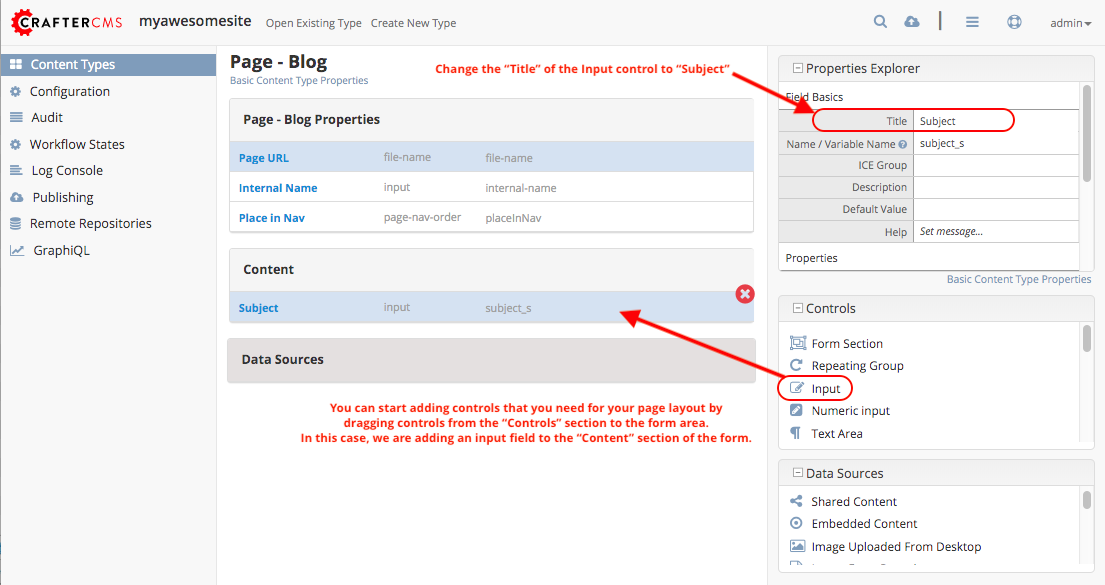 CRAFTERCMS myawesomesite Open Existing Type Create New Type admin
Content Types
Configuration
Audit
Workflow States
Log Console
Publishing
Remote Repositories
GraphiQL
Page - Blog
Basic Content Type Properties
Change the “Title” of the Input control to “Subject”
Page - Blog Properties
Page URL file-name file-name
Internal Name input internal-name
Place in Nav page-nav-order placeInNav
Content
Subject input subject_s
Data Sources
You can start adding controls that you need for your page layout by
dragging controls from the “Controls” section to the form area.
In this case, we are adding an input field to the “Content” section of the form.
Properties Explorer
Field Basics
Title Subject
Name / Variable Name subject_s
ICE Group
Description
Default Value
Help Set message...
Properties
Basic Content Type Properties
Controls
Form Section
Repeating Group
Input
Numeric input
Text Area
Data Sources
Shared Content
Embedded Content
Image Uploaded From Desktop